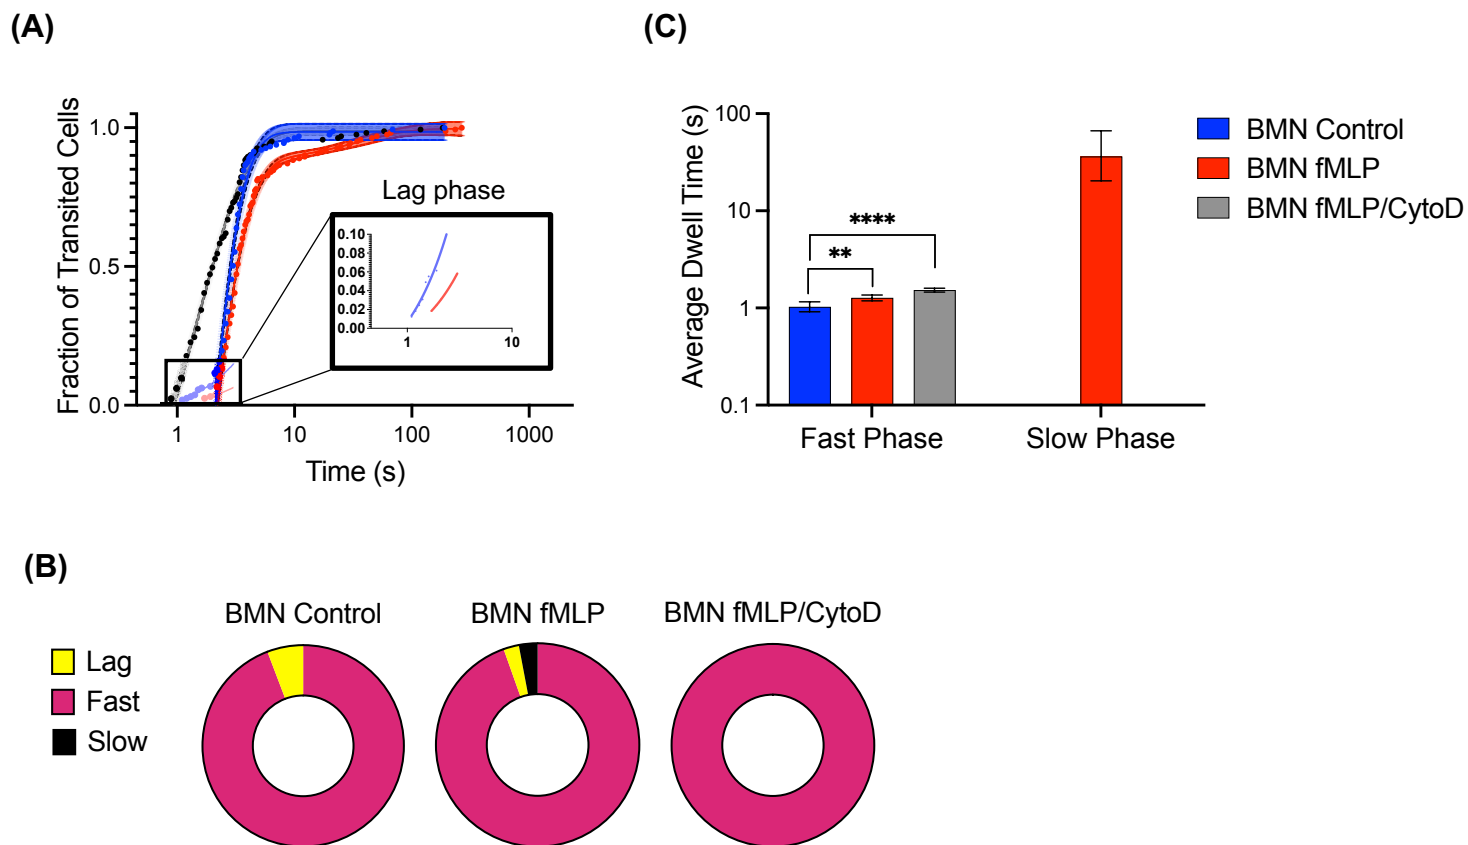 (A)
Fraction of Transited Cells
1.0
0.5
0.0
1
10
100
1000
Time (s)
Lag phase
0.10
0.08
0.06
0.04
0.02
0.00
1
10
(C)
Average Dwell Time (s)
100
10
1
0.1
****
**
Fast Phase
Slow Phase
BMN Control
BMN fMLP
BMN fMLP/CytoD
(B)
Lag
Fast
Slow
BMN Control
BMN fMLP
BMN fMLP/CytoD